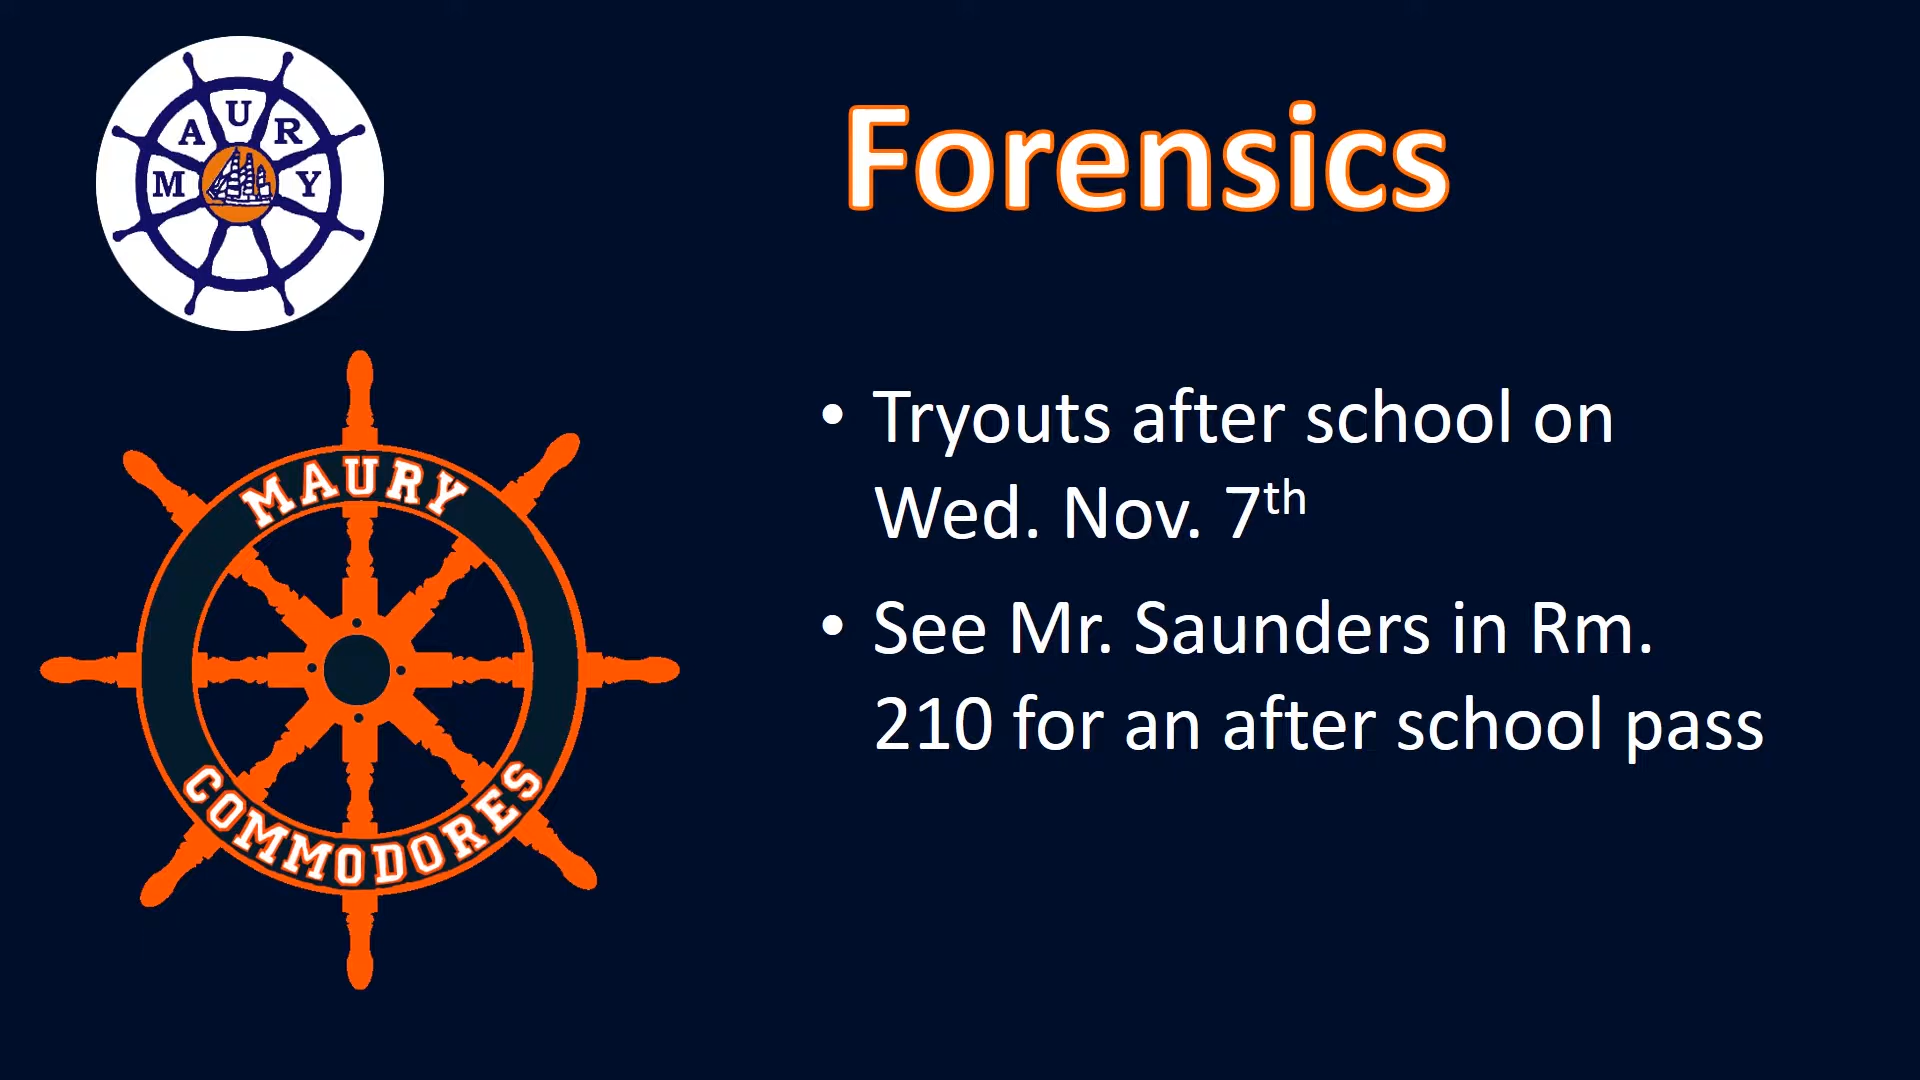 MAURY
Forensics
• Tryouts after school on
Wed. Nov. 7th
• See Mr. Saunders in Rm.
210 for an after school pass
MAURY
COMMODORES